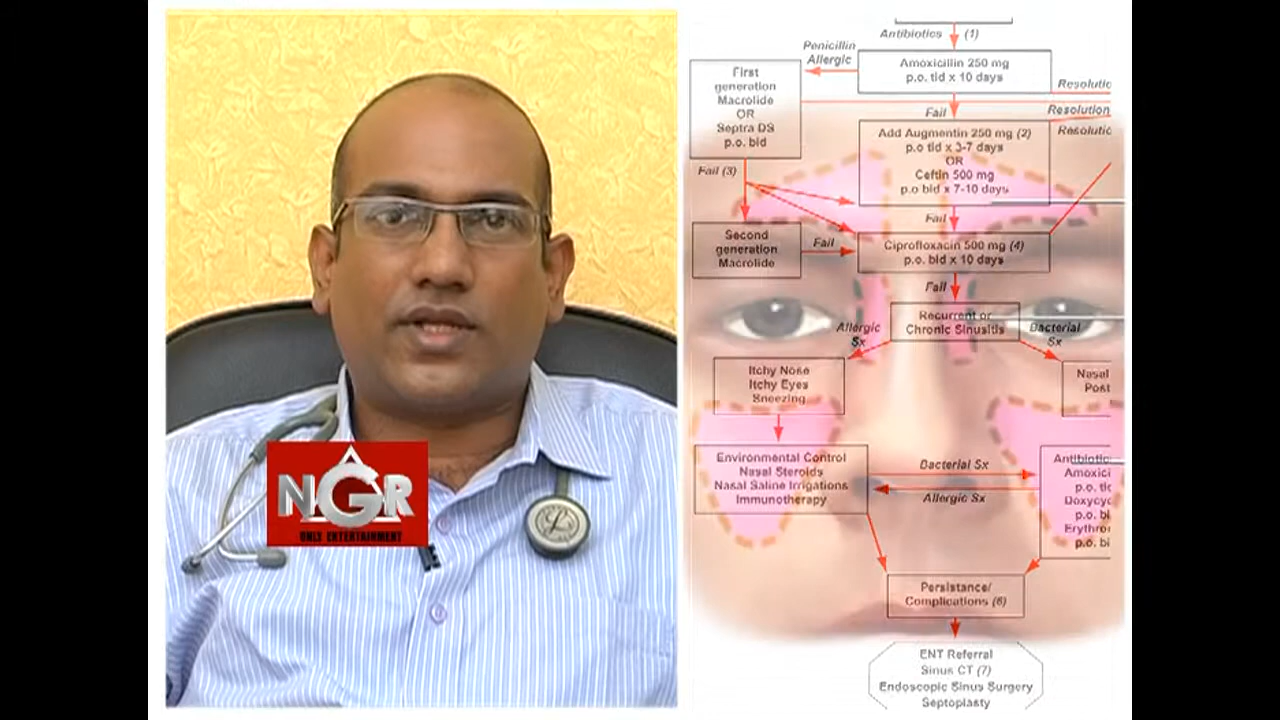 Antibiotics (1)
Penicillin
Allergic
Amoxicillin 250 mg
p.o. tid x 10 days
First
generation
Macrolide
OR
Septra DS
p.o. bid
Resolutic
Fail
Resolution
Resolutic
Add Augmentin 250 mg (2)
p.o tid x 3-7 days
OR
Ceftin 500 mg
p.o bid x 7-10 days
Fail (3)
Fail
Second
generation
Macrolide
Fail
Ciprofloxacin 500 mg (4)
p.o. bid x 10 days
Fail
Recurrent or
Chronic Sinusitis
Allergic
Sx
Bacterial
Sx
Itchy Nose
Itchy Eyes
Sneezing
Nasal
Post
Environmental Control
Nasal Steroids
Nasal Saline Irrigations
Immunotherapy
Bacterial Sx
Allergic Sx
Antibiotic
Amoxici
p.o. tic
Doxycyc
p.o. bi
Erythror
p.o. bi
NGR
ONLY ENTERTAINMENT
Persistance/
Complications (6)
ENT Referral
Sinus CT (7)
Endoscopic Sinus Surgery
Septoplasty